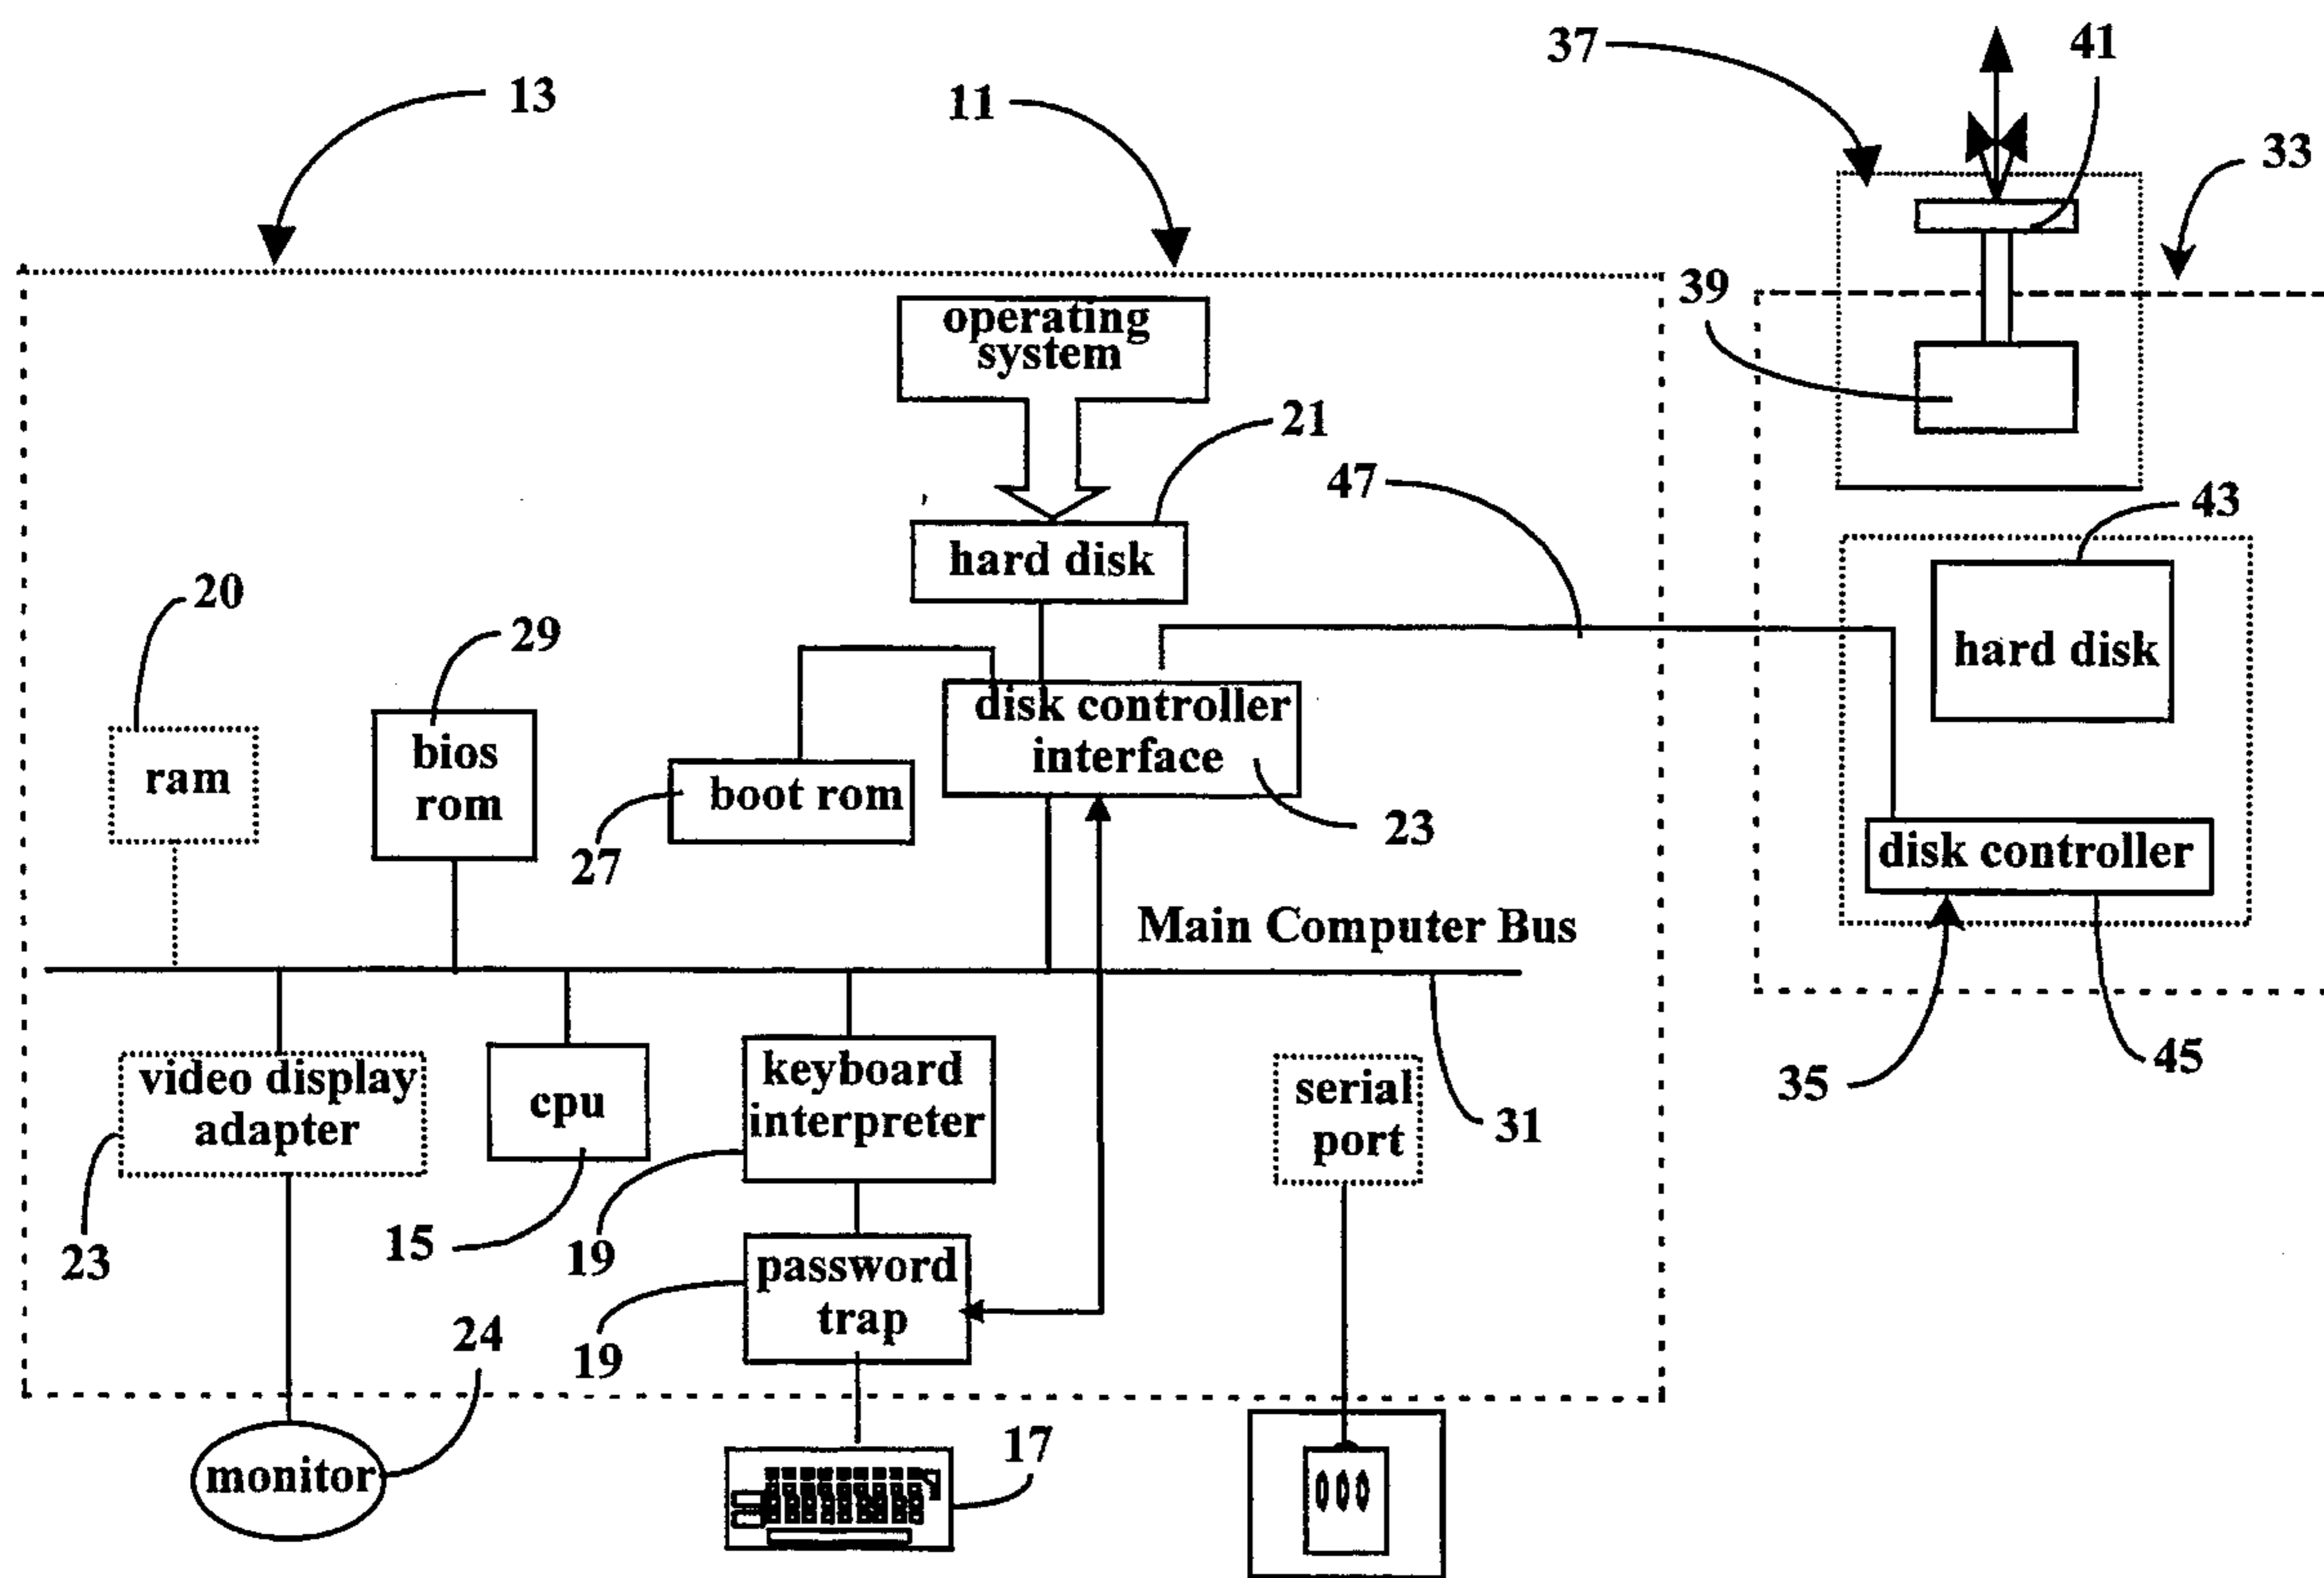 37
41
13
11
33
39
operating
system
21
47
43
hard disk
20
29
hard disk
disk controller
interface
bios
rom
ram
boot rom
23
27
disk controller
Main Computer Bus
45
35
keyboard
interpreter
video display
adapter
cpu
serial
port
31
15
19
23
password
trap
24
19
17
monitor